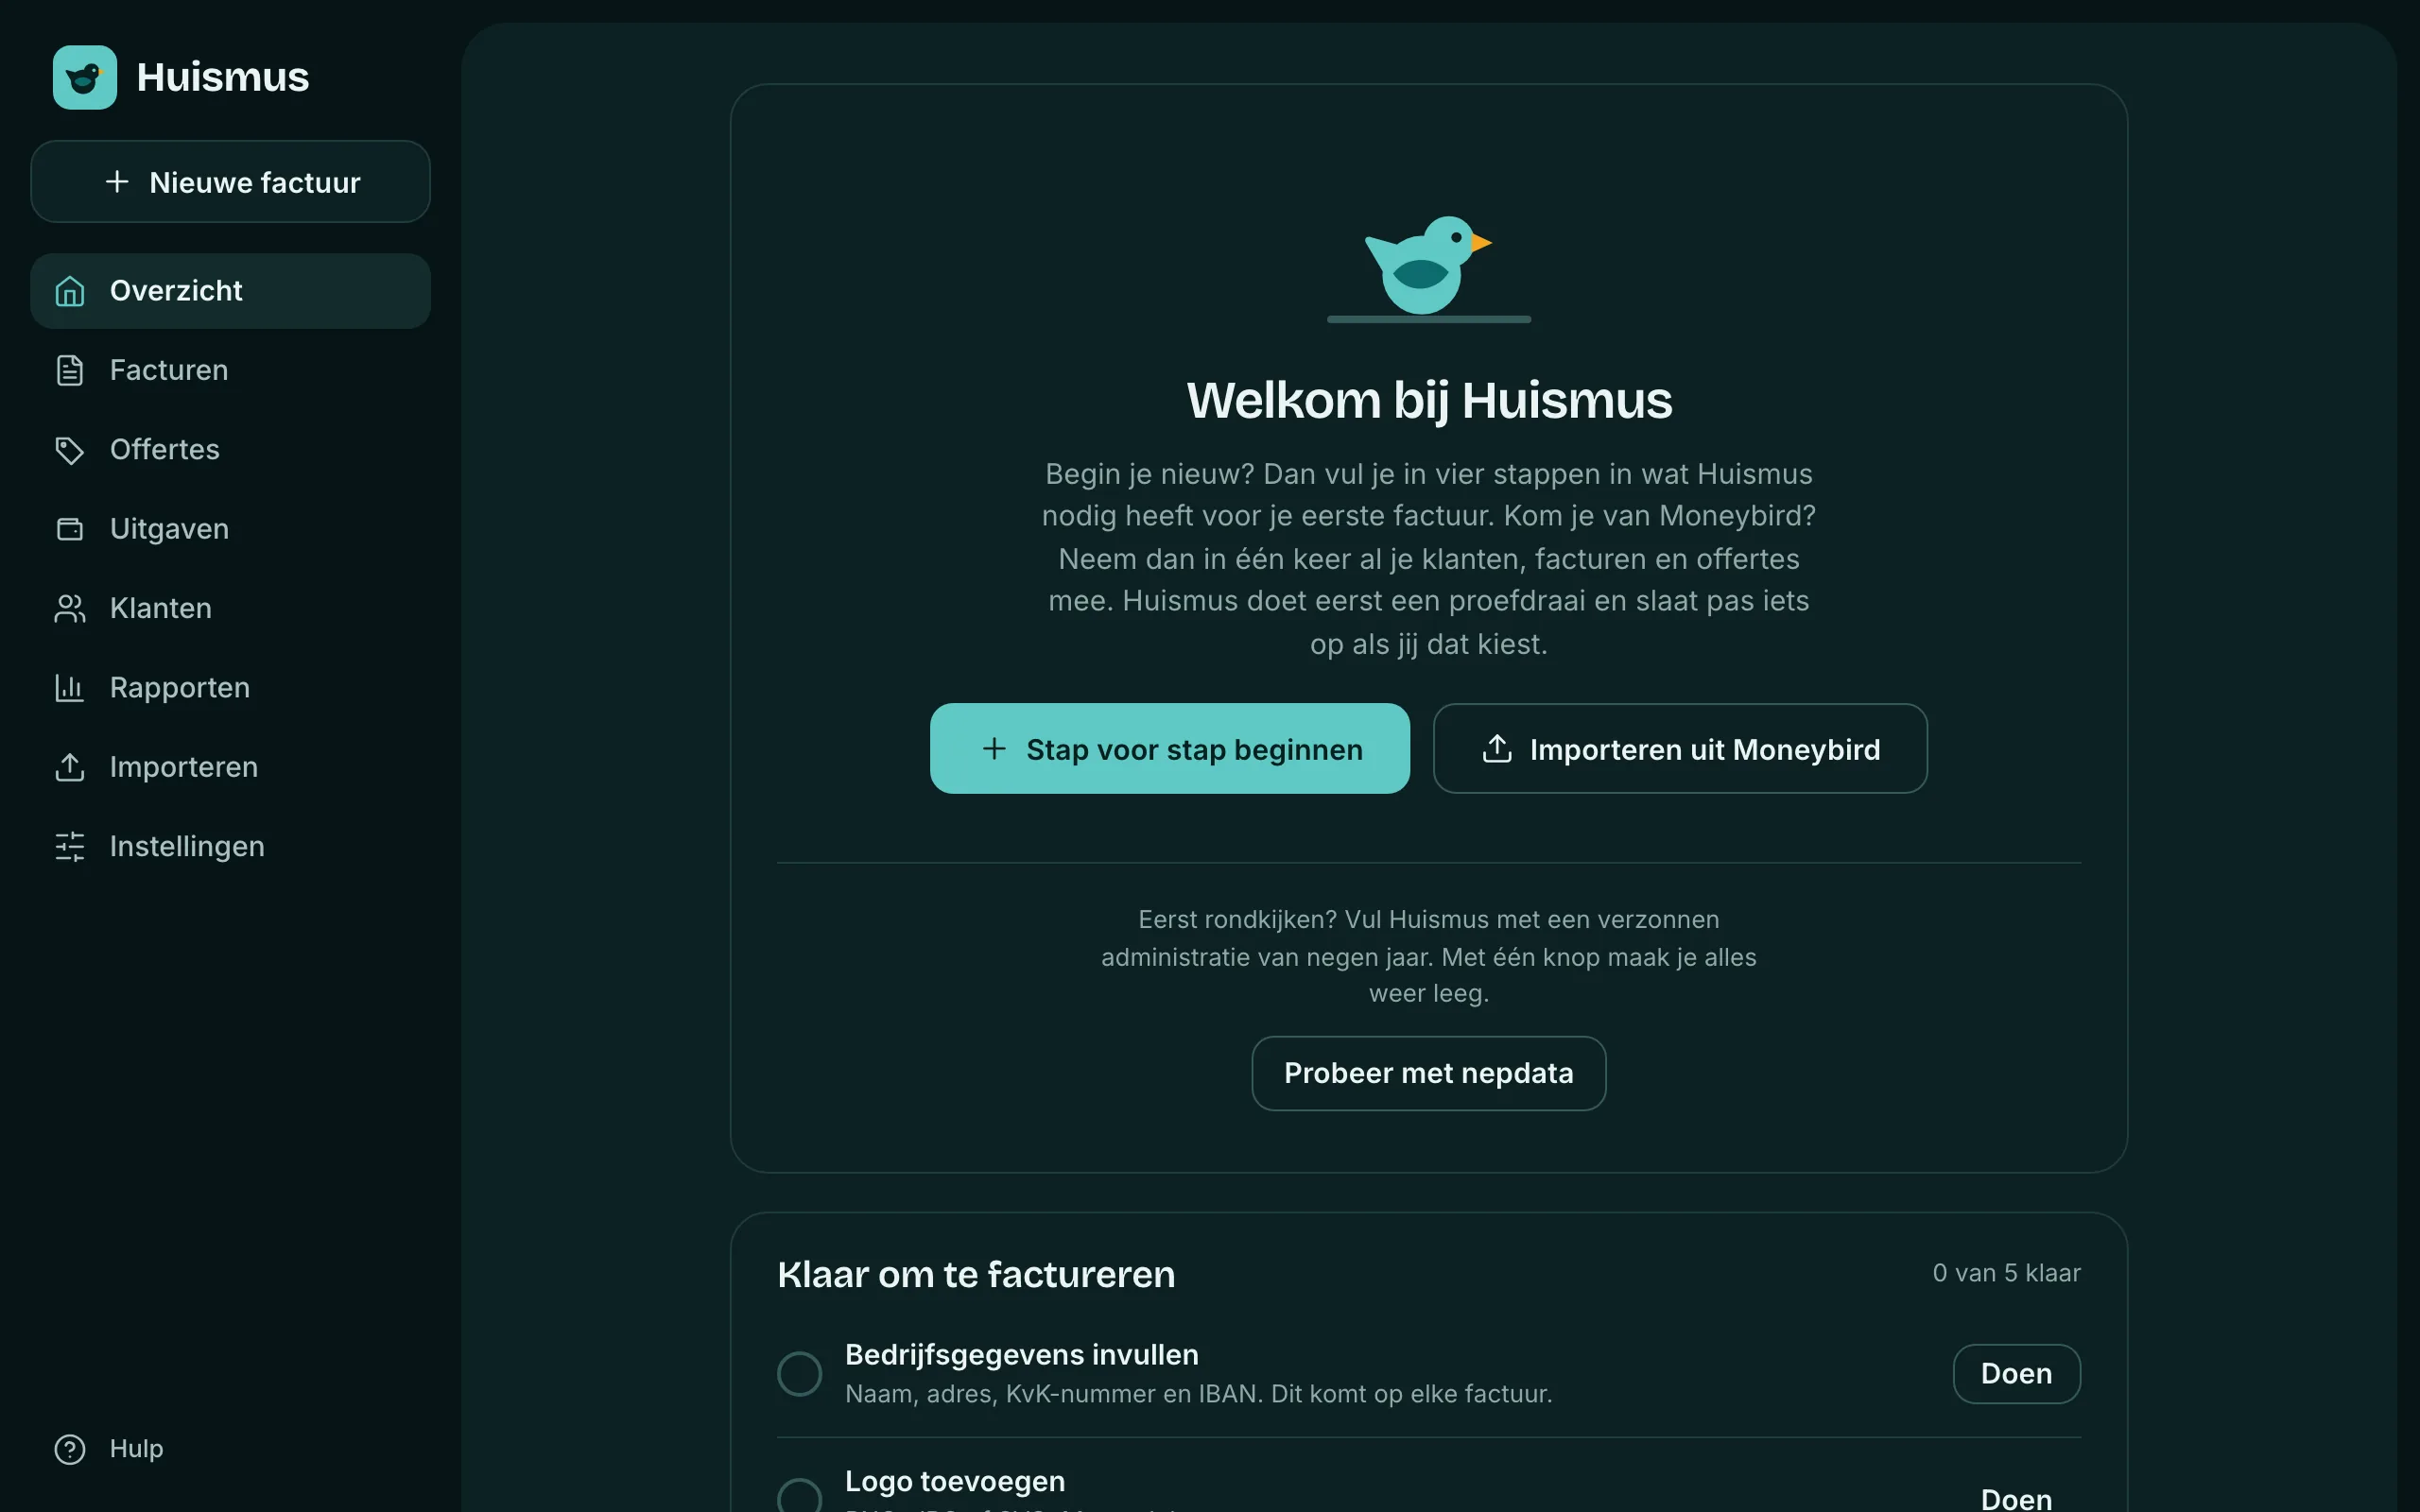 Huismus
Nieuwe factuur
Overzicht
Facturen
Offertes
Uitgaven
Klanten
Rapporten
Importeren
Instellingen
Hulp
Welkom bij Huismus
Begin je nieuw? Dan vul je in vier stappen in wat Huismus
nodig heeft voor je eerste factuur. Kom je van Moneybird?
Neem dan in één keer al je klanten, facturen en offertes
mee. Huismus doet eerst een proefdraai en slaat pas iets
op als jij dat kiest.
Stap voor stap beginnen
Importeren uit Moneybird
Eerst rondkijken? Vul Huismus met een verzonnen
administratie van negen jaar. Met één knop maak je alles
weer leeg.
Probeer met nepdata
Klaar om te factureren
0 van 5 klaar
Bedrijfsgegevens invullen
Naam, adres, KvK-nummer en IBAN. Dit komt op elke factuur.
Doen
Logo toevoegen
Doen